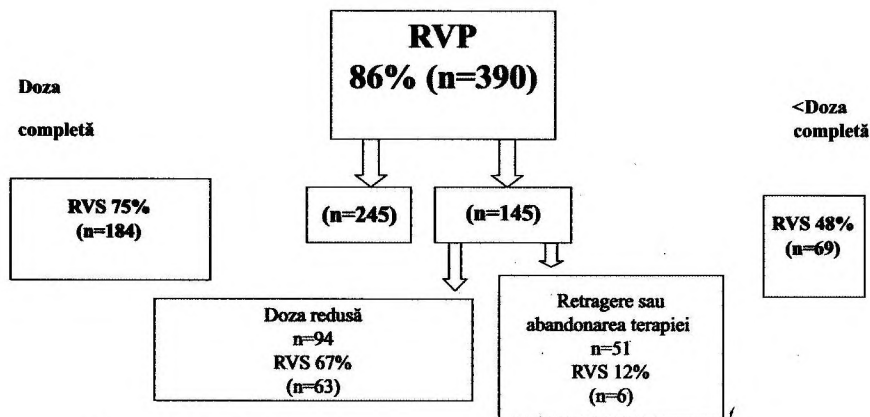 RVP
86% (n=390)
Doza
completă
<Doza
completă
RVS 75%
(n=184)
(n=245)
(n=145)
RVS 48%
(n=69)
Doza redusă
n=94
RVS 67%
(n=63)
Retragere sau
abandonarea terapiei
n=51
RVS 12%
(n=6)